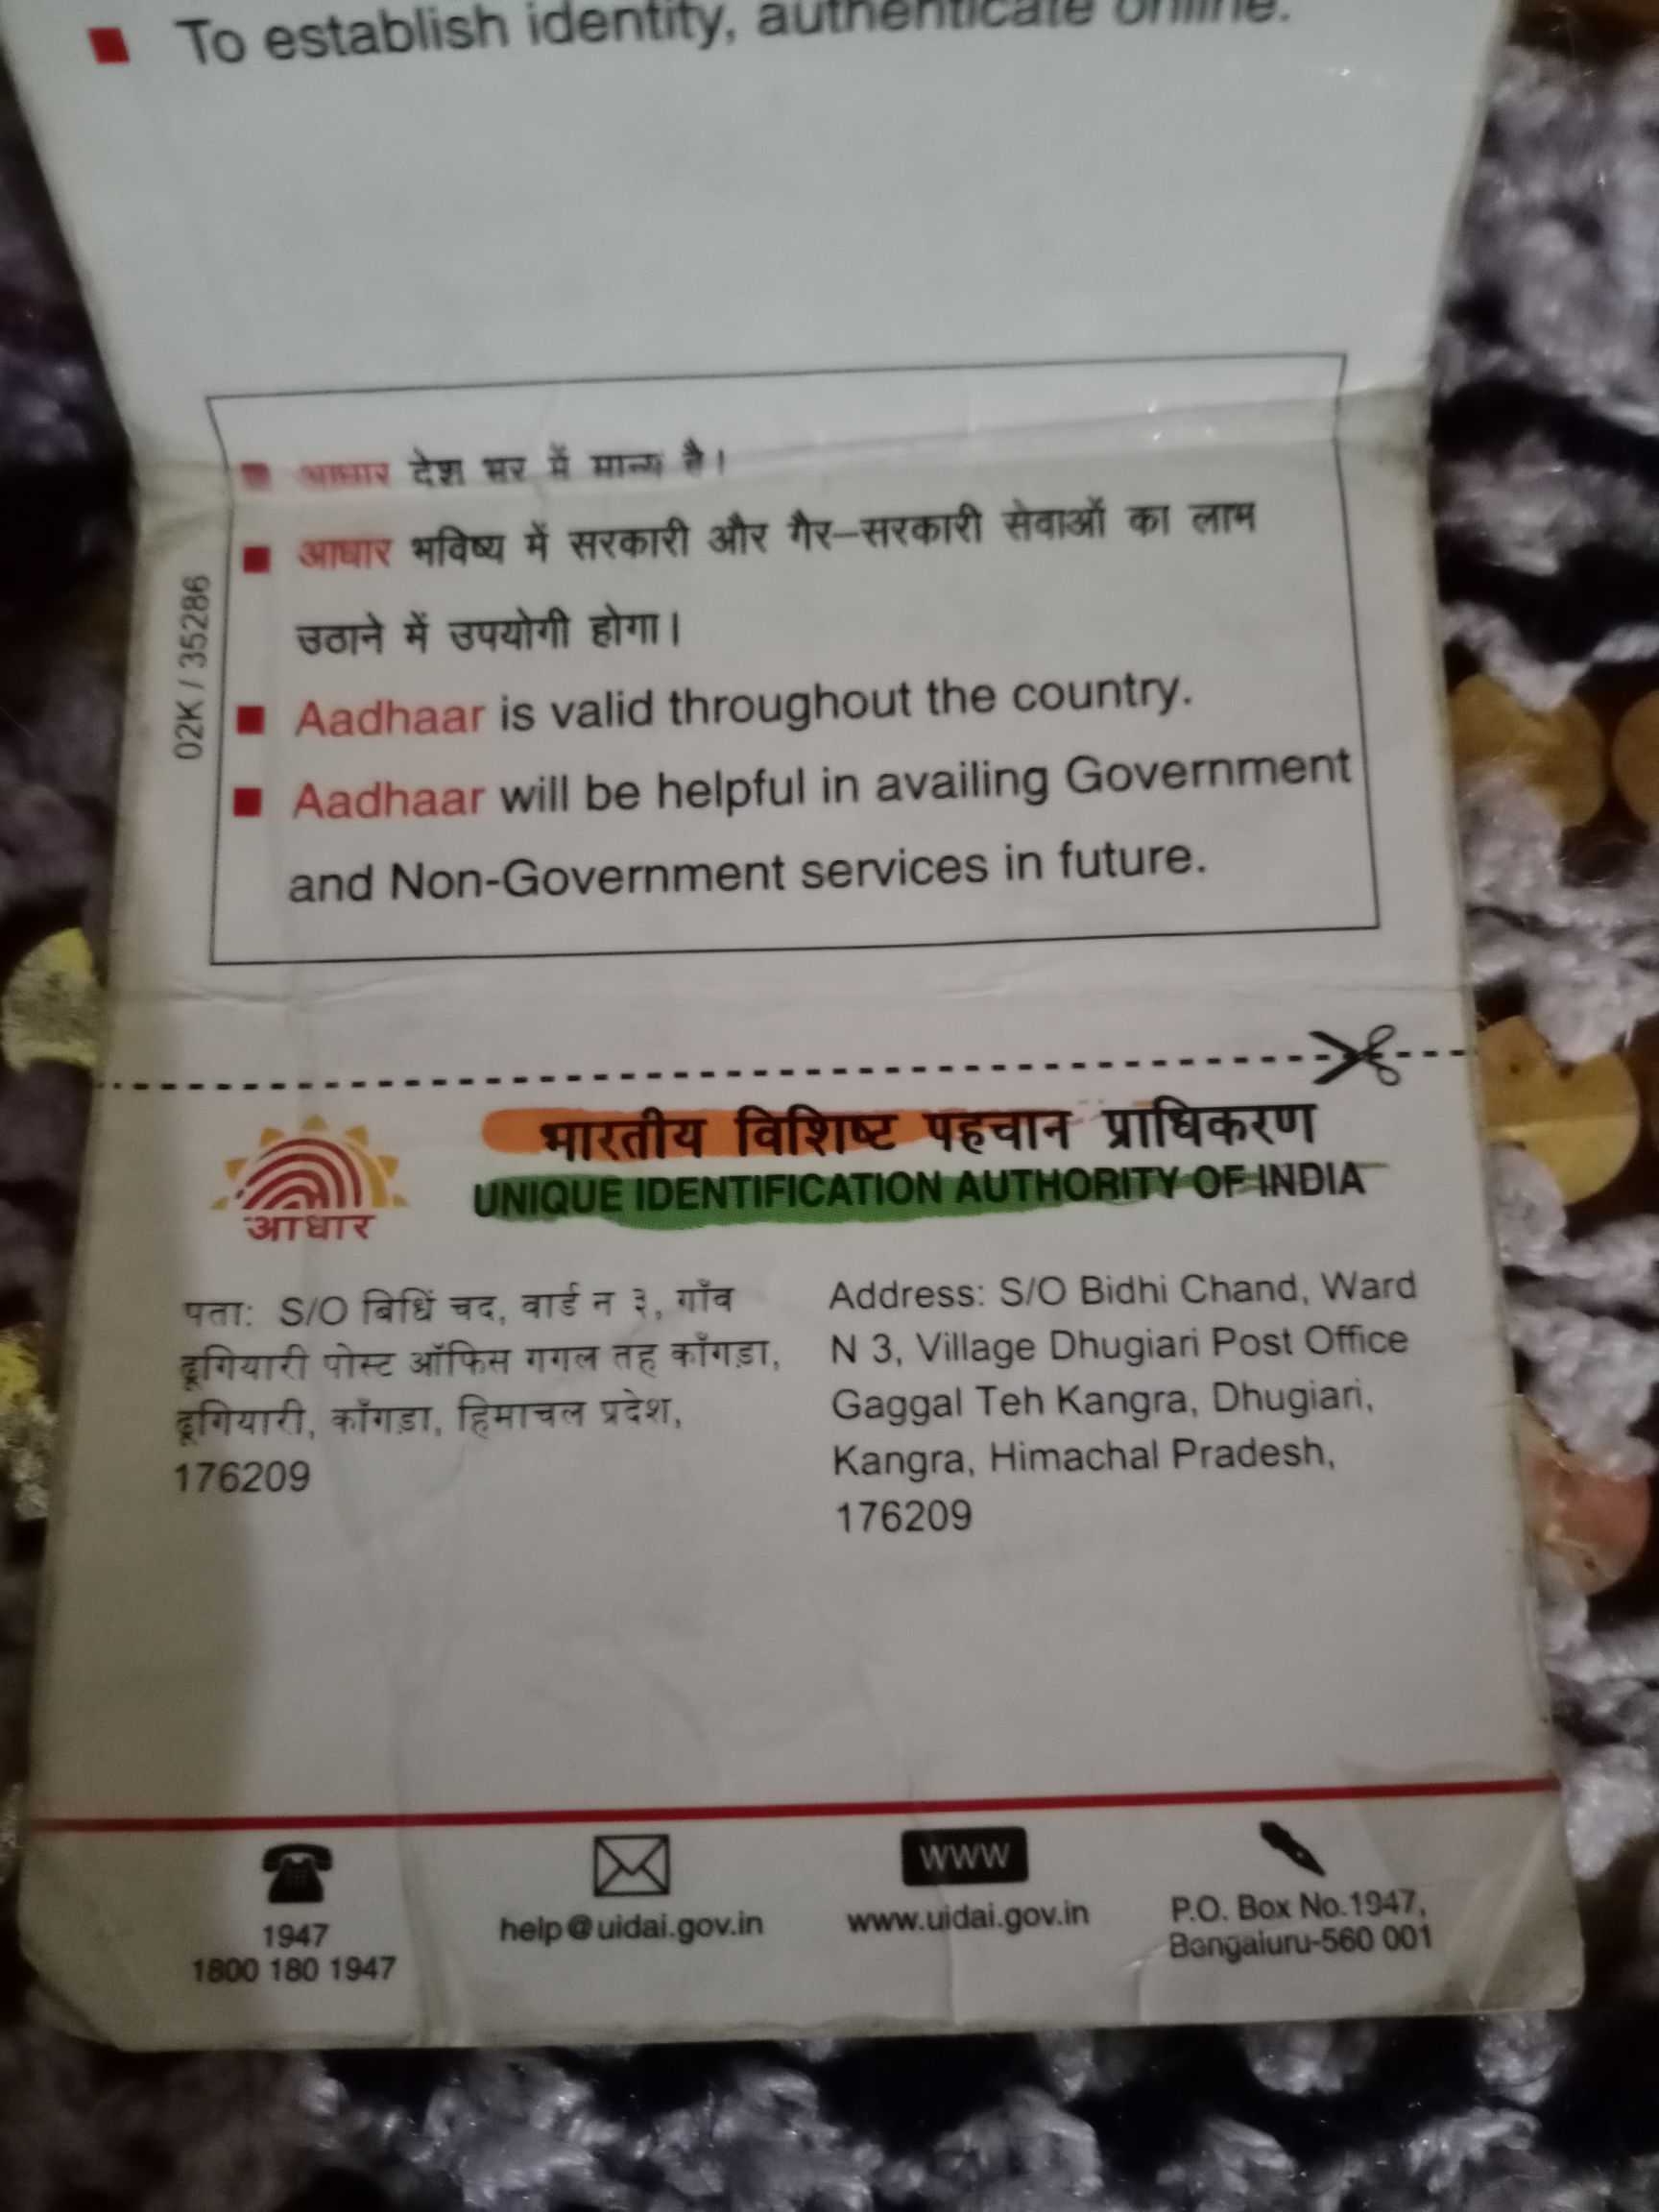 To establish identity, authenticate online.
आधार देश भर में मान्य है।
आधार भविष्य में सरकारी और गैर–सरकारी सेवाओं का लाभ
उठाने में उपयोगी होगा।
Aadhaar is valid throughout the country.
Aadhaar will be helpful in availing Government
and Non-Government services in future.
02K / 35286
भारतीय विशिष्ट पहचान प्राधिकरण
UNIQUE IDENTIFICATION AUTHORITY OF INDIA
आधार
पता: S/O बिधिं चद, वार्ड न ३, गाँव
ढूगियारी पोस्ट ऑफिस गगल तह काँगड़ा,
ढूगियारी, काँगड़ा, हिमाचल प्रदेश,
176209
Address: S/O Bidhi Chand, Ward
N 3, Village Dhugiari Post Office
Gaggal Teh Kangra, Dhugiari,
Kangra, Himachal Pradesh,
176209
1947
1800 180 1947
help@uidai.gov.in
WWW
www.uidai.gov.in
P.O. Box No.1947,
Bengaluru-560 001